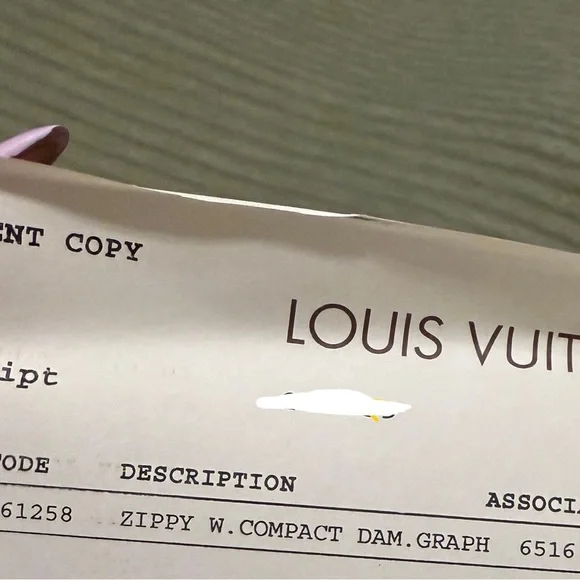 ENT COPY
LOUIS VUIT
ipt
ODE DESCRIPTION ASSOCI
61258 ZIPPY W.COMPACT DAM.GRAPH 6516